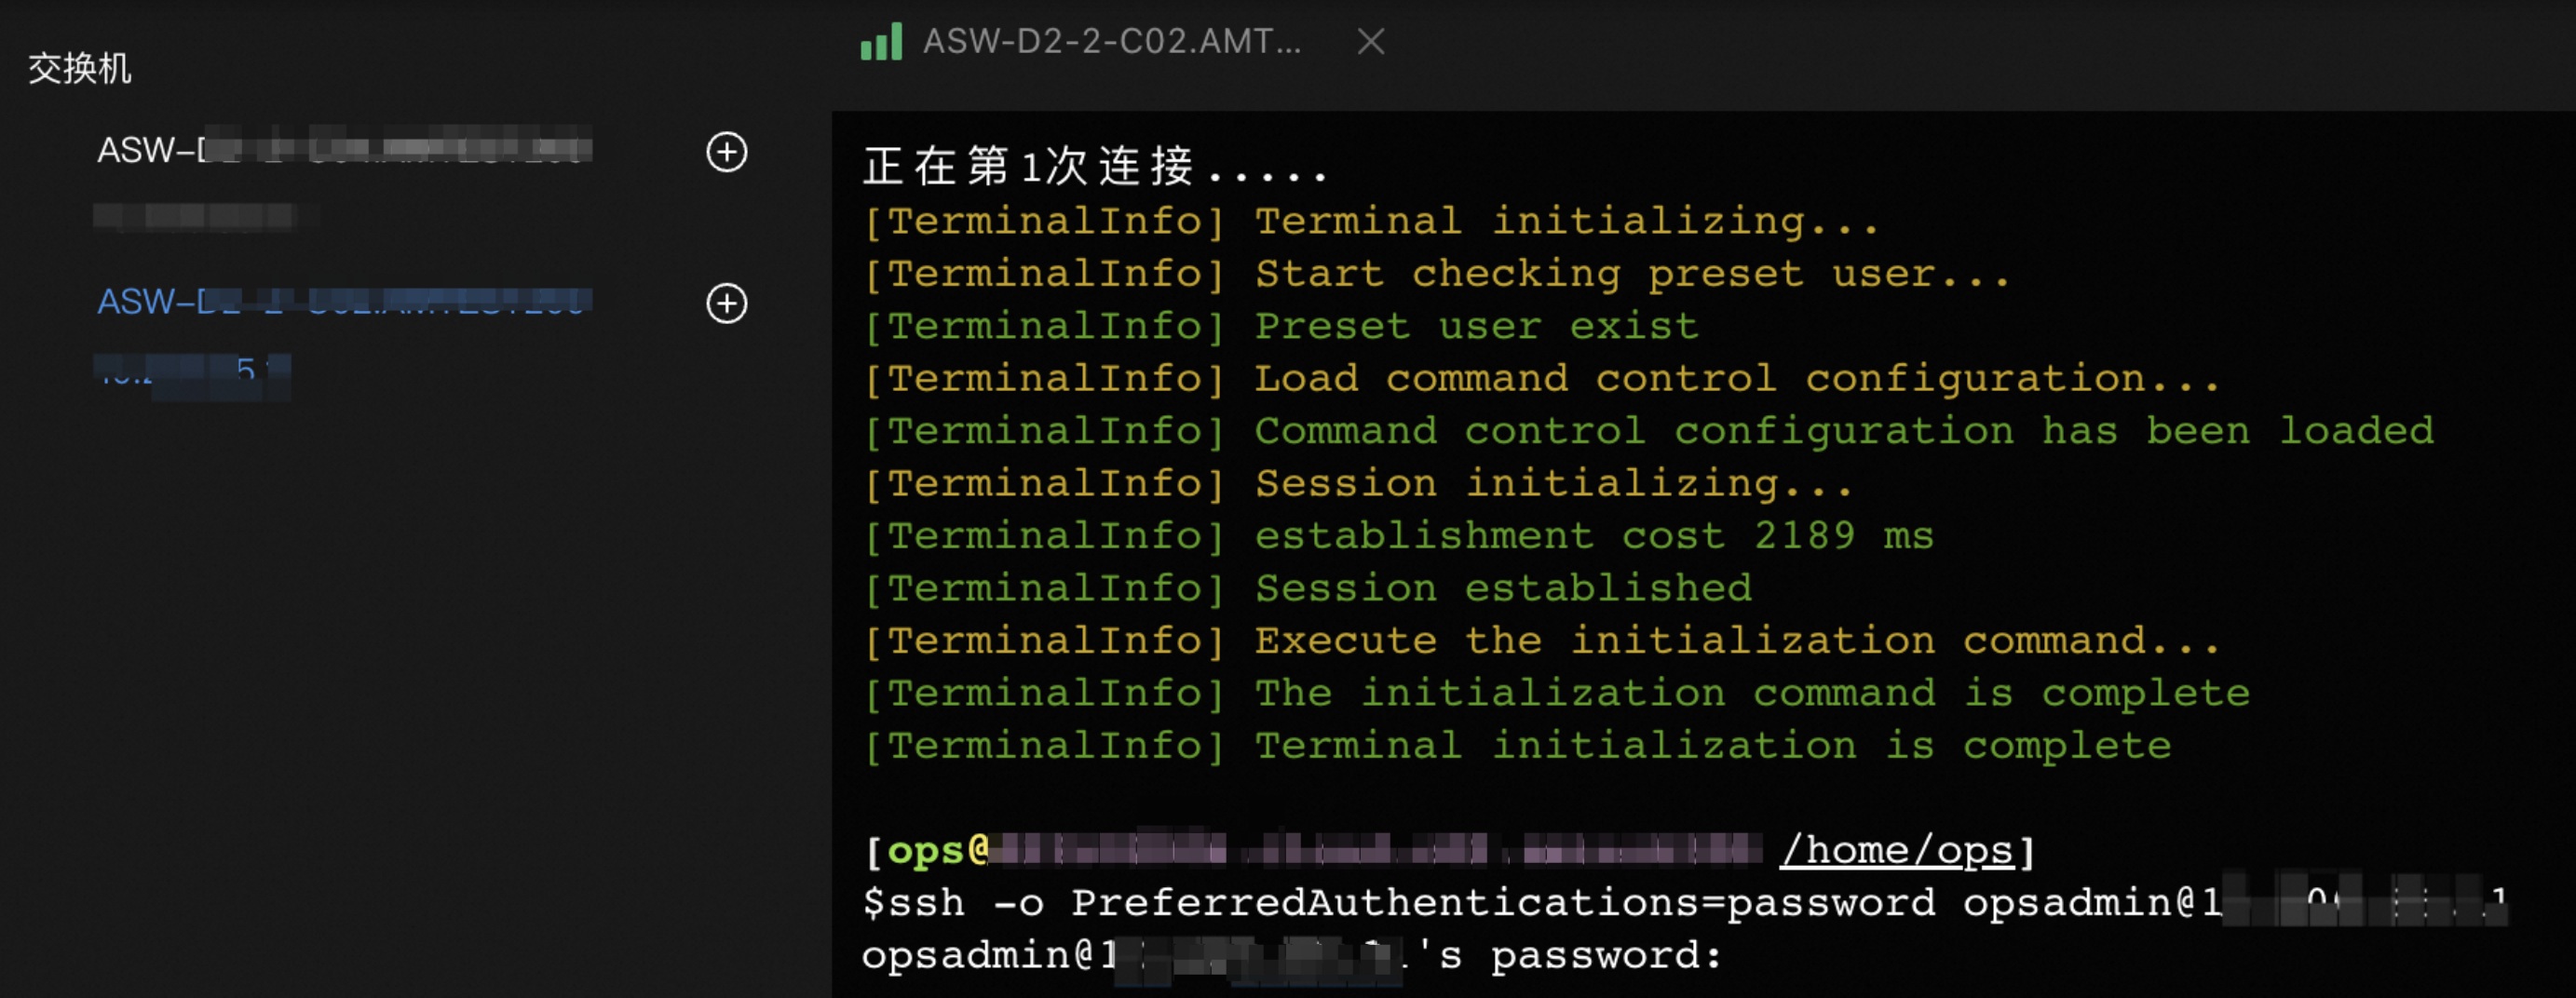 交换机
ASW-D
ASW-D
5
ASW-D2-2-C02.AMT...
正在第1次连接.....
[TerminalInfo] Terminal initializing...
[TerminalInfo] Start checking preset user...
[TerminalInfo] Preset user exist
[TerminalInfo] Load command control configuration...
[TerminalInfo] Command control configuration has been loaded
[TerminalInfo] Session initializing...
[TerminalInfo] establishment cost 2189 ms
[TerminalInfo] Session established
[TerminalInfo] Execute the initialization command...
[TerminalInfo] The initialization command is complete
[TerminalInfo] Terminal initialization is complete
[ops@ /home/ops]
$ssh -o PreferredAuthentications=password opsadmin@1
opsadmin@1 's password: